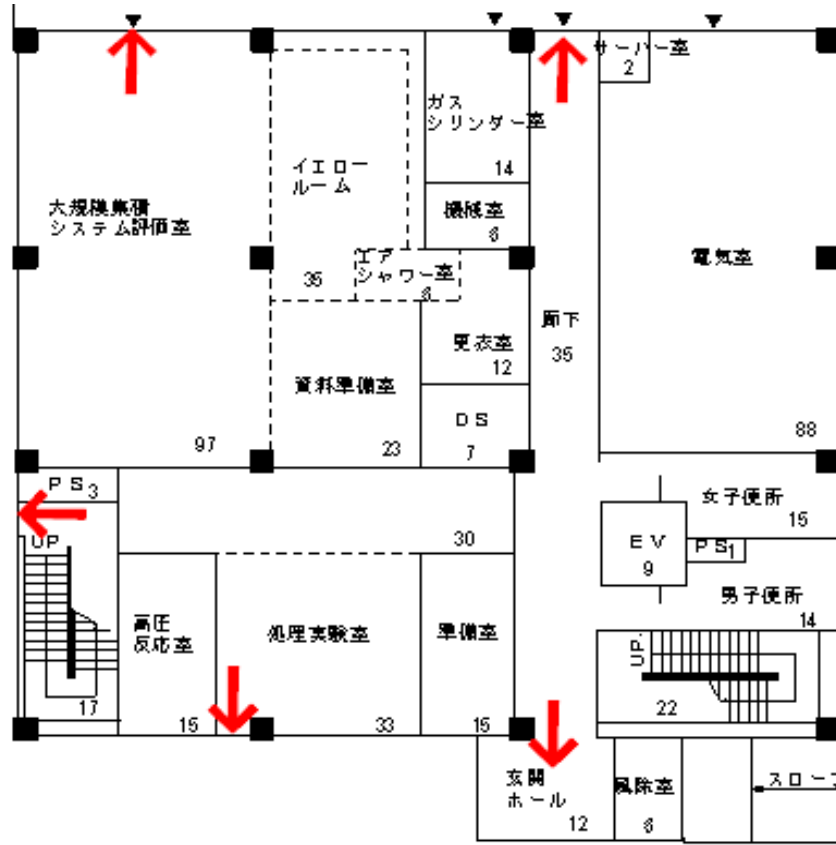 サーバー室
2
ガス
シリンダー室
14
イエロー
ルーム
36
大規模集積
システム評価室
97
機械室
6
エア
シャワー室
6
電気室
88
廊下
35
更衣室
12
資料準備室
23
DS
7
PS3
女子便所
15
UP
30
EV
9
PS1
男子便所
14
高圧
反応室
15
処理実験室
33
準備室
15
17
UP.
22
玄関
ホール
12
風除室
6
スロープ